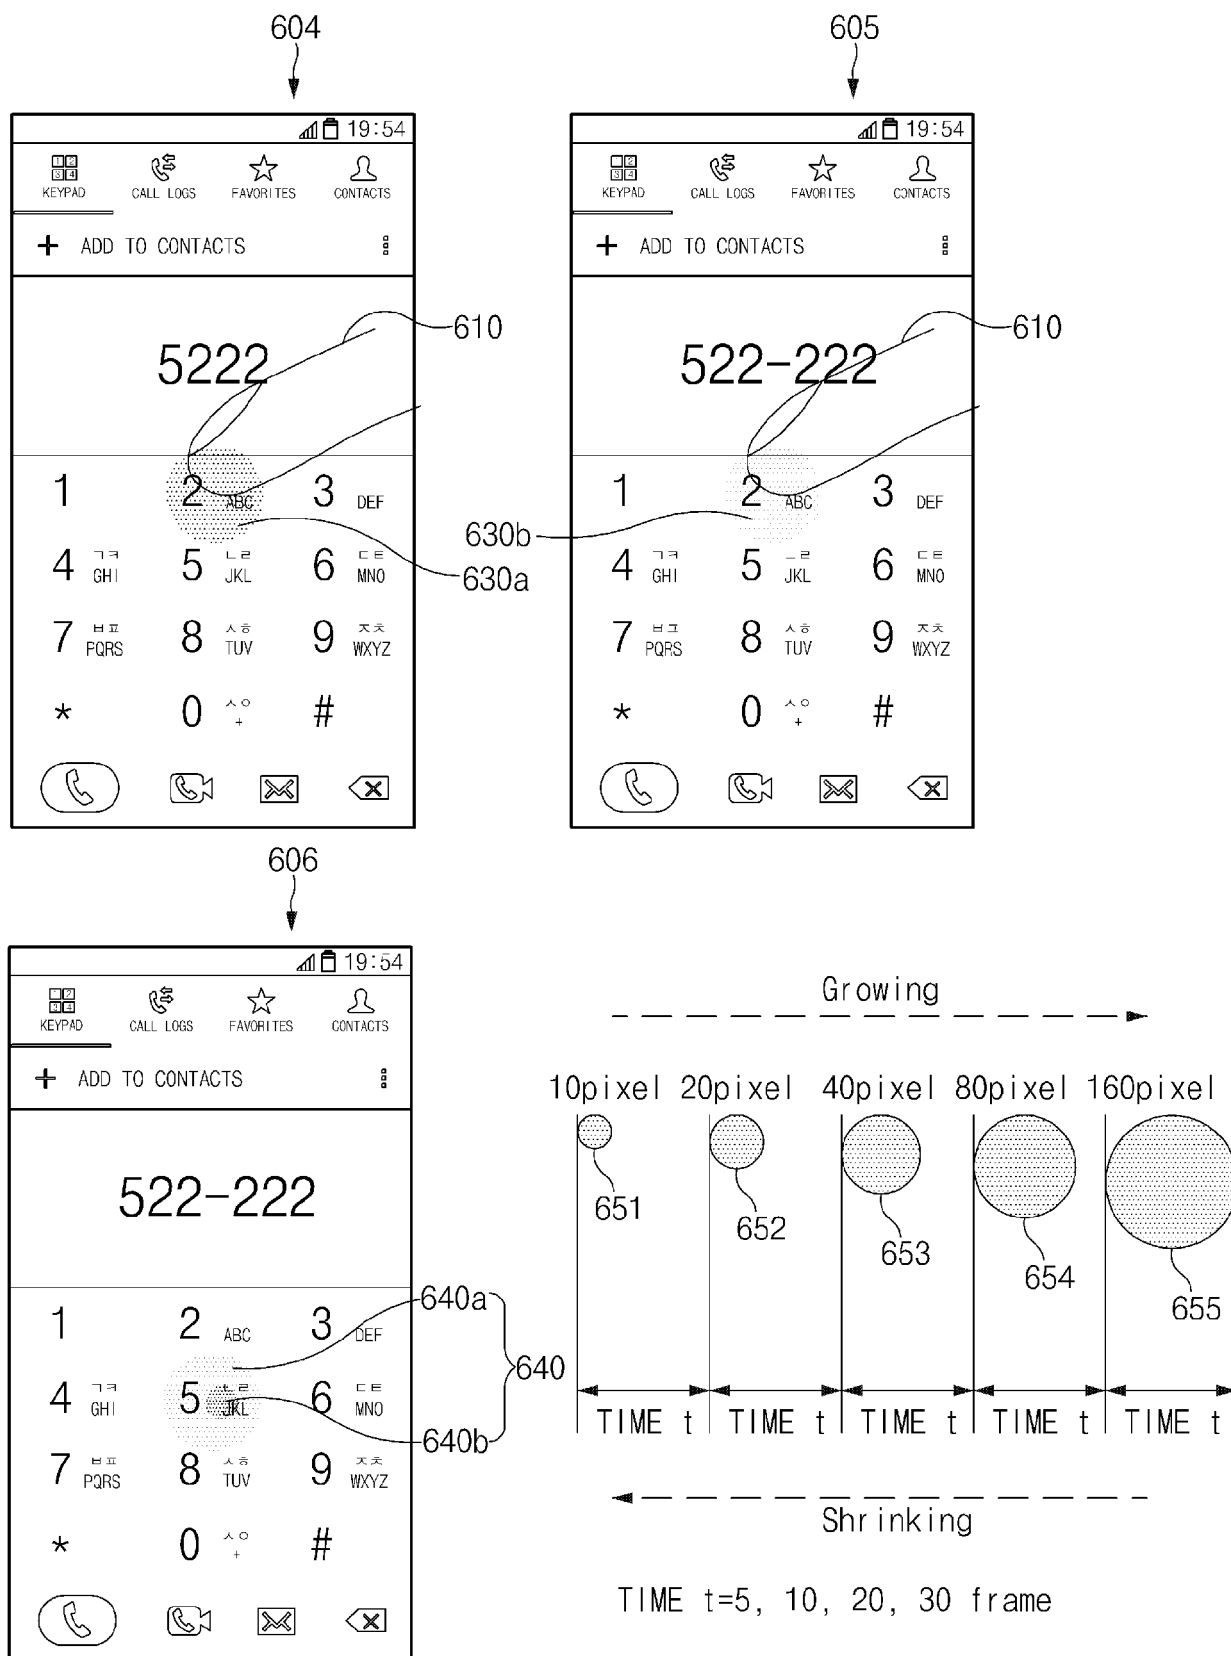 604
605
19:54
KEYPAD CALL LOGS FAVORITES CONTACTS
+ ADD TO CONTACTS
5222
610
1 2 ABC 3 DEF
4 ㄱㅋ GHI 5 ㄴㄹ JKL 6 ㄷㅌ MNO
7 ㅂㅍ PQRS 8 ㅅㅎ TUV 9 ㅈㅊ WXYZ
* 0 ㅅㅇ + #
630a
19:54
KEYPAD CALL LOGS FAVORITES CONTACTS
+ ADD TO CONTACTS
522-222
610
1 2 ABC 3 DEF
630b
4 ㄱㅋ GHI 5 _ㄹ JKL 6 ㄷㅌ MNO
7 ㅂㅍ PQRS 8 ㅅㅎ TUV 9 ㅈㅊ WXYZ
* 0 ㅅㅇ + #
606
19:54
KEYPAD CALL LOGS FAVORITES CONTACTS
+ ADD TO CONTACTS
522-222
1 2 ABC 3 DEF
4 ㄱㅋ GHI 5 ㄴㄹ JKL 6 ㄷㅌ MNO
7 ㅂㅍ PQRS 8 ㅅㅎ TUV 9 ㅈㅊ WXYZ
* 0 ㅅㅇ + #
640a
640
640b
Growing
10pixel 20pixel 40pixel 80pixel 160pixel
651
652
653
654
655
TIME t TIME t TIME t TIME t TIME t
Shrinking
TIME t=5, 10, 20, 30 frame